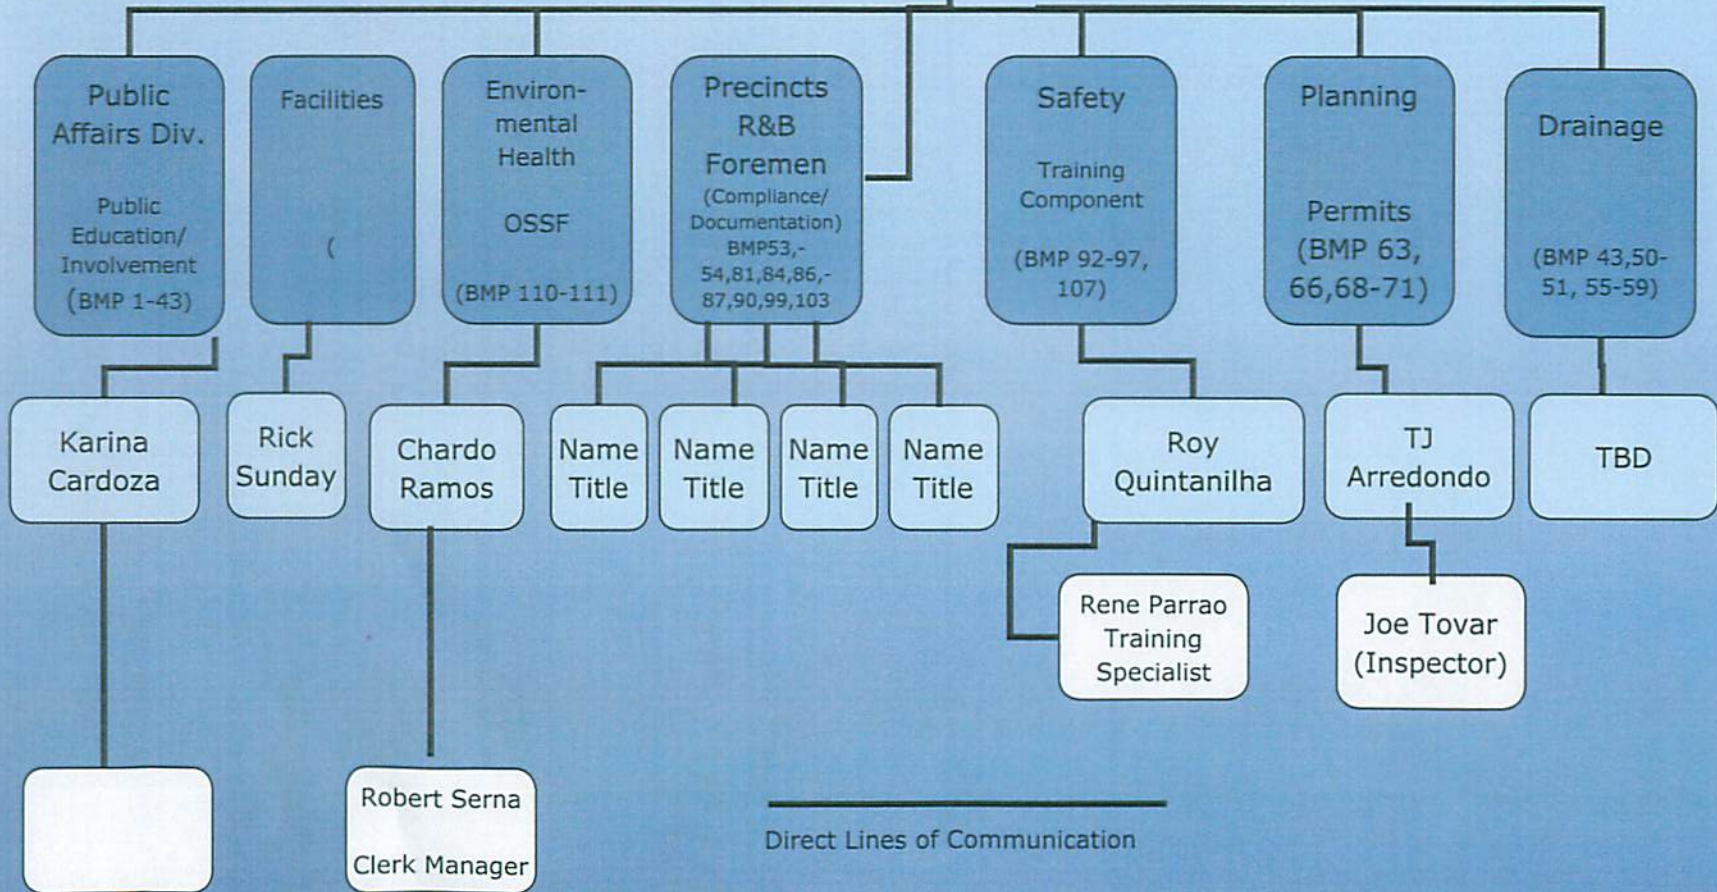 Public
Affairs Div.
Public
Education/
Involvement
(BMP 1-43)
Facilities
(
Environ-
mental
Health
OSSF
(BMP 110-111)
Precincts
R&B
Foremen
(Compliance/
Documentation)
BMP53,-
54,81,84,86,-
87,90,99,103
Safety
Training
Component
(BMP 92-97,
107)
Planning
Permits
(BMP 63,
66,68-71)
Drainage
(BMP 43,50-
51, 55-59)
Karina
Cardoza
Rick
Sunday
Chardo
Ramos
Name
Title
Name
Title
Name
Title
Name
Title
Roy
Quintanilha
TJ
Arredondo
TBD
Rene Parrao
Training
Specialist
Joe Tovar
(Inspector)
Robert Serna
Clerk Manager
Direct Lines of Communication